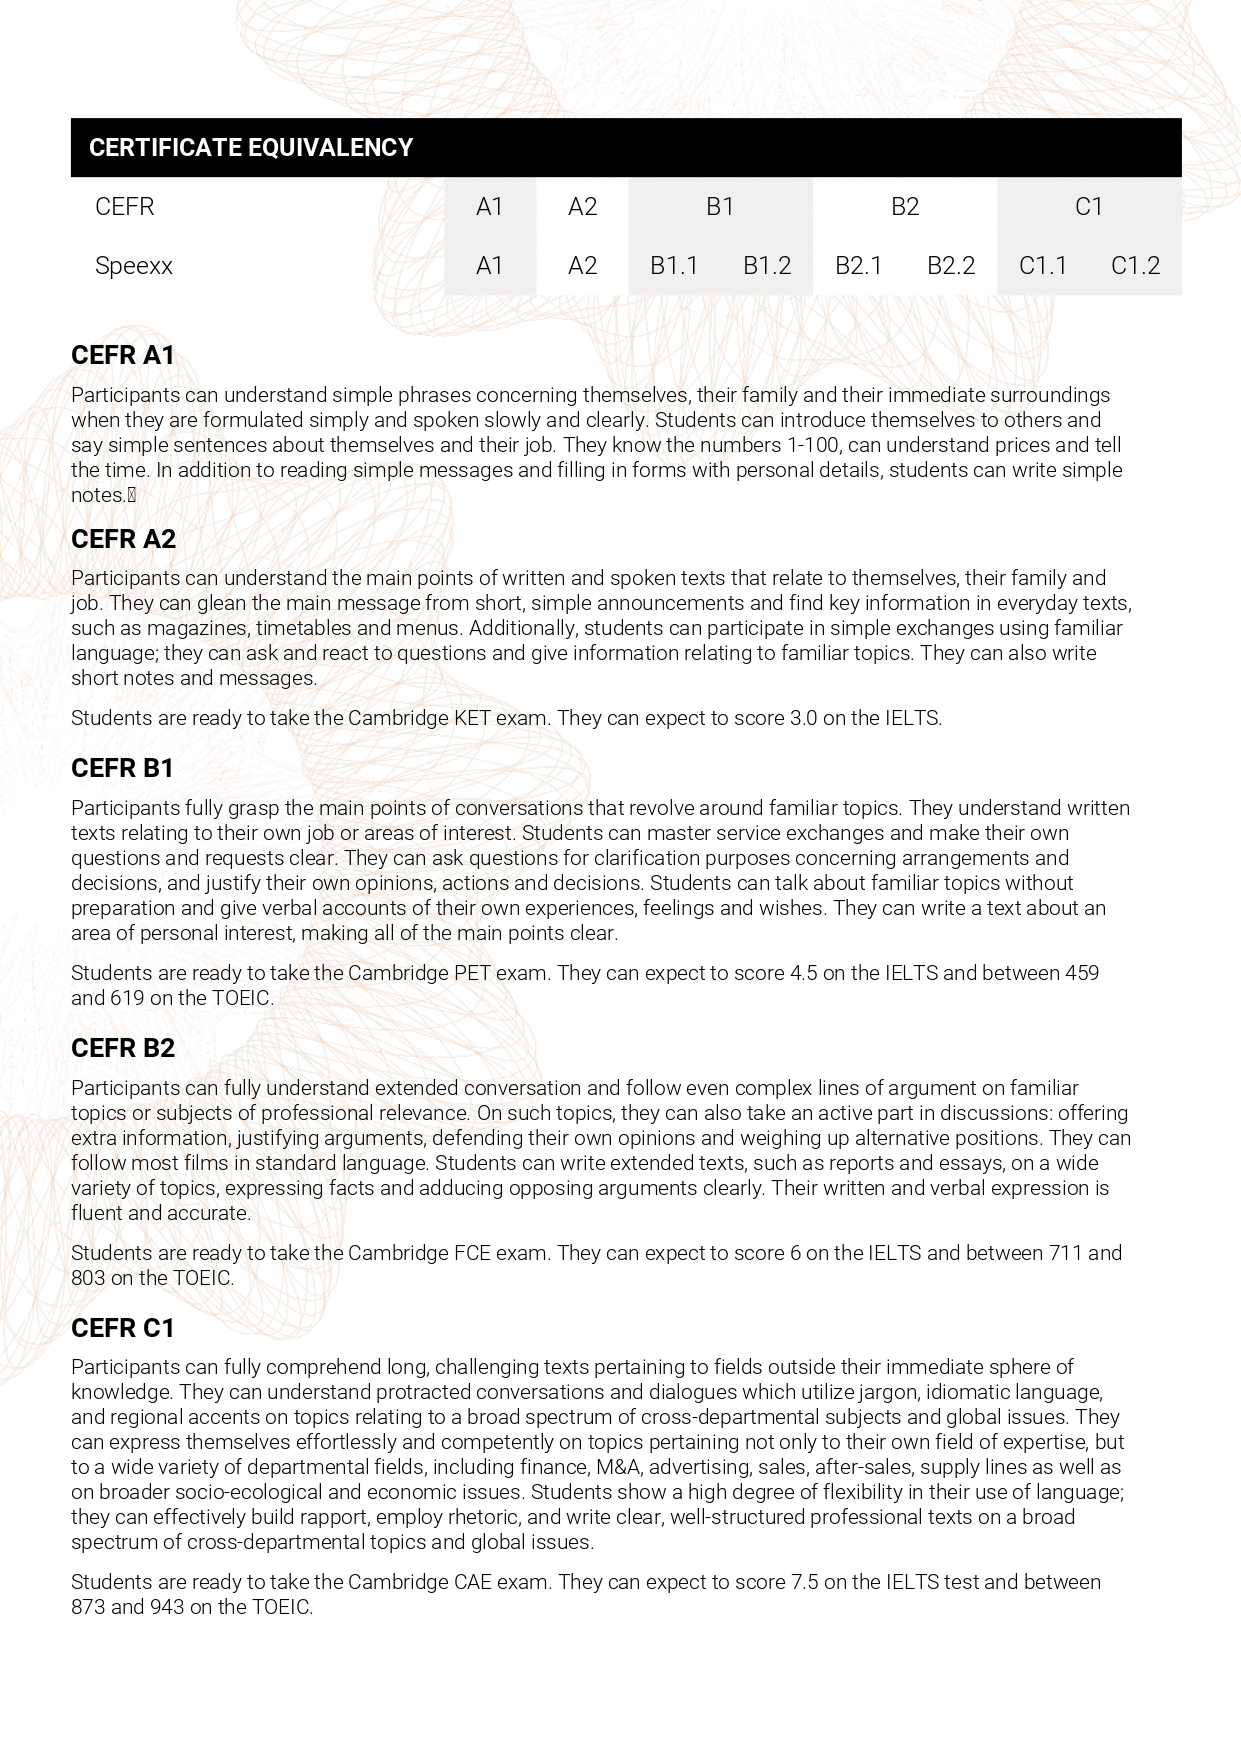 CERTIFICATE EQUIVALENCY
CEFR A1 A2 B1 B2 C1
Speexx A1 A2 B1.1 B1.2 B2.1 B2.2 C1.1 C1.2
CEFR A1
Participants can understand simple phrases concerning themselves, their family and their immediate surroundings
when they are formulated simply and spoken slowly and clearly. Students can introduce themselves to others and
say simple sentences about themselves and their job. They know the numbers 1-100, can understand prices and tell
the time. In addition to reading simple messages and filling in forms with personal details, students can write simple
notes.
CEFR A2
Participants can understand the main points of written and spoken texts that relate to themselves, their family and
job. They can glean the main message from short, simple announcements and find key information in everyday texts,
such as magazines, timetables and menus. Additionally, students can participate in simple exchanges using familiar
language; they can ask and react to questions and give information relating to familiar topics. They can also write
short notes and messages.
Students are ready to take the Cambridge KET exam. They can expect to score 3.0 on the IELTS.
CEFR B1
Participants fully grasp the main points of conversations that revolve around familiar topics. They understand written
texts relating to their own job or areas of interest. Students can master service exchanges and make their own
questions and requests clear. They can ask questions for clarification purposes concerning arrangements and
decisions, and justify their own opinions, actions and decisions. Students can talk about familiar topics without
preparation and give verbal accounts of their own experiences, feelings and wishes. They can write a text about an
area of personal interest, making all of the main points clear.
Students are ready to take the Cambridge PET exam. They can expect to score 4.5 on the IELTS and between 459
and 619 on the TOEIC.
CEFR B2
Participants can fully understand extended conversation and follow even complex lines of argument on familiar
topics or subjects of professional relevance. On such topics, they can also take an active part in discussions: offering
extra information, justifying arguments, defending their own opinions and weighing up alternative positions. They can
follow most films in standard language. Students can write extended texts, such as reports and essays, on a wide
variety of topics, expressing facts and adducing opposing arguments clearly. Their written and verbal expression is
fluent and accurate.
Students are ready to take the Cambridge FCE exam. They can expect to score 6 on the IELTS and between 711 and
803 on the TOEIC.
CEFR C1
Participants can fully comprehend long, challenging texts pertaining to fields outside their immediate sphere of
knowledge. They can understand protracted conversations and dialogues which utilize jargon, idiomatic language,
and regional accents on topics relating to a broad spectrum of cross-departmental subjects and global issues. They
can express themselves effortlessly and competently on topics pertaining not only to their own field of expertise, but
to a wide variety of departmental fields, including finance, M&A, advertising, sales, after-sales, supply lines as well as
on broader socio-ecological and economic issues. Students show a high degree of flexibility in their use of language;
they can effectively build rapport, employ rhetoric, and write clear, well-structured professional texts on a broad
spectrum of cross-departmental topics and global issues.
Students are ready to take the Cambridge CAE exam. They can expect to score 7.5 on the IELTS test and between
873 and 943 on the TOEIC.